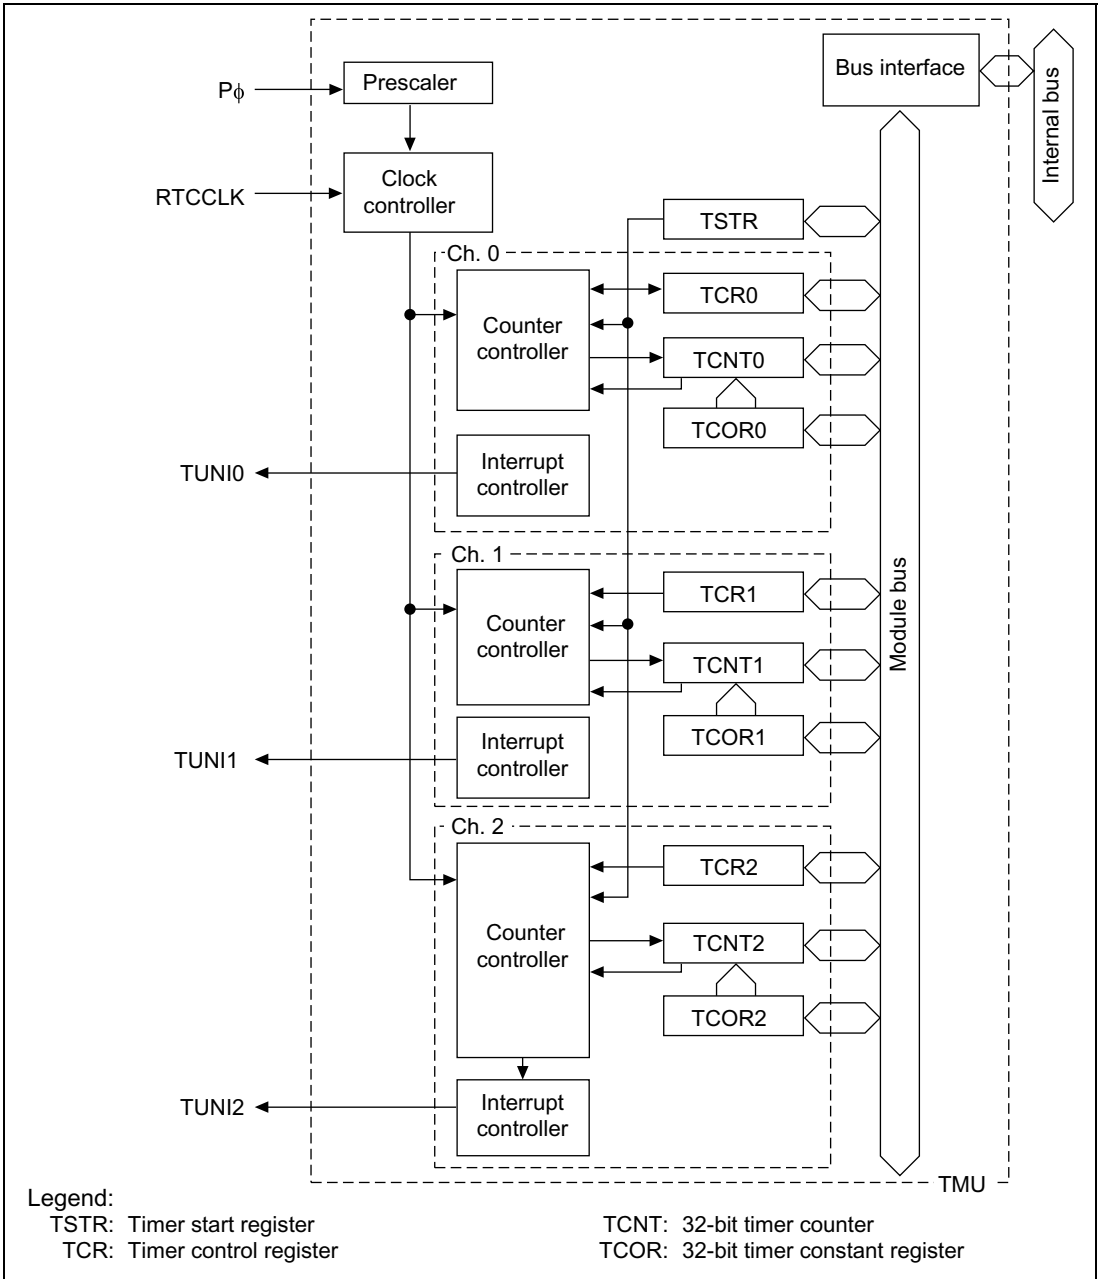 Pϕ
Prescaler
Bus interface
Internal bus
RTCCLK
Clock
controller
TSTR
Ch. 0
Counter
controller
TCR0
TCNT0
TCOR0
TUNI0
Interrupt
controller
Module bus
Ch. 1
Counter
controller
TCR1
TCNT1
TCOR1
TUNI1
Interrupt
controller
Ch. 2
Counter
controller
TCR2
TCNT2
TCOR2
TUNI2
Interrupt
controller
TMU
Legend:
TSTR: Timer start register
TCR: Timer control register
TCNT: 32-bit timer counter
TCOR: 32-bit timer constant register